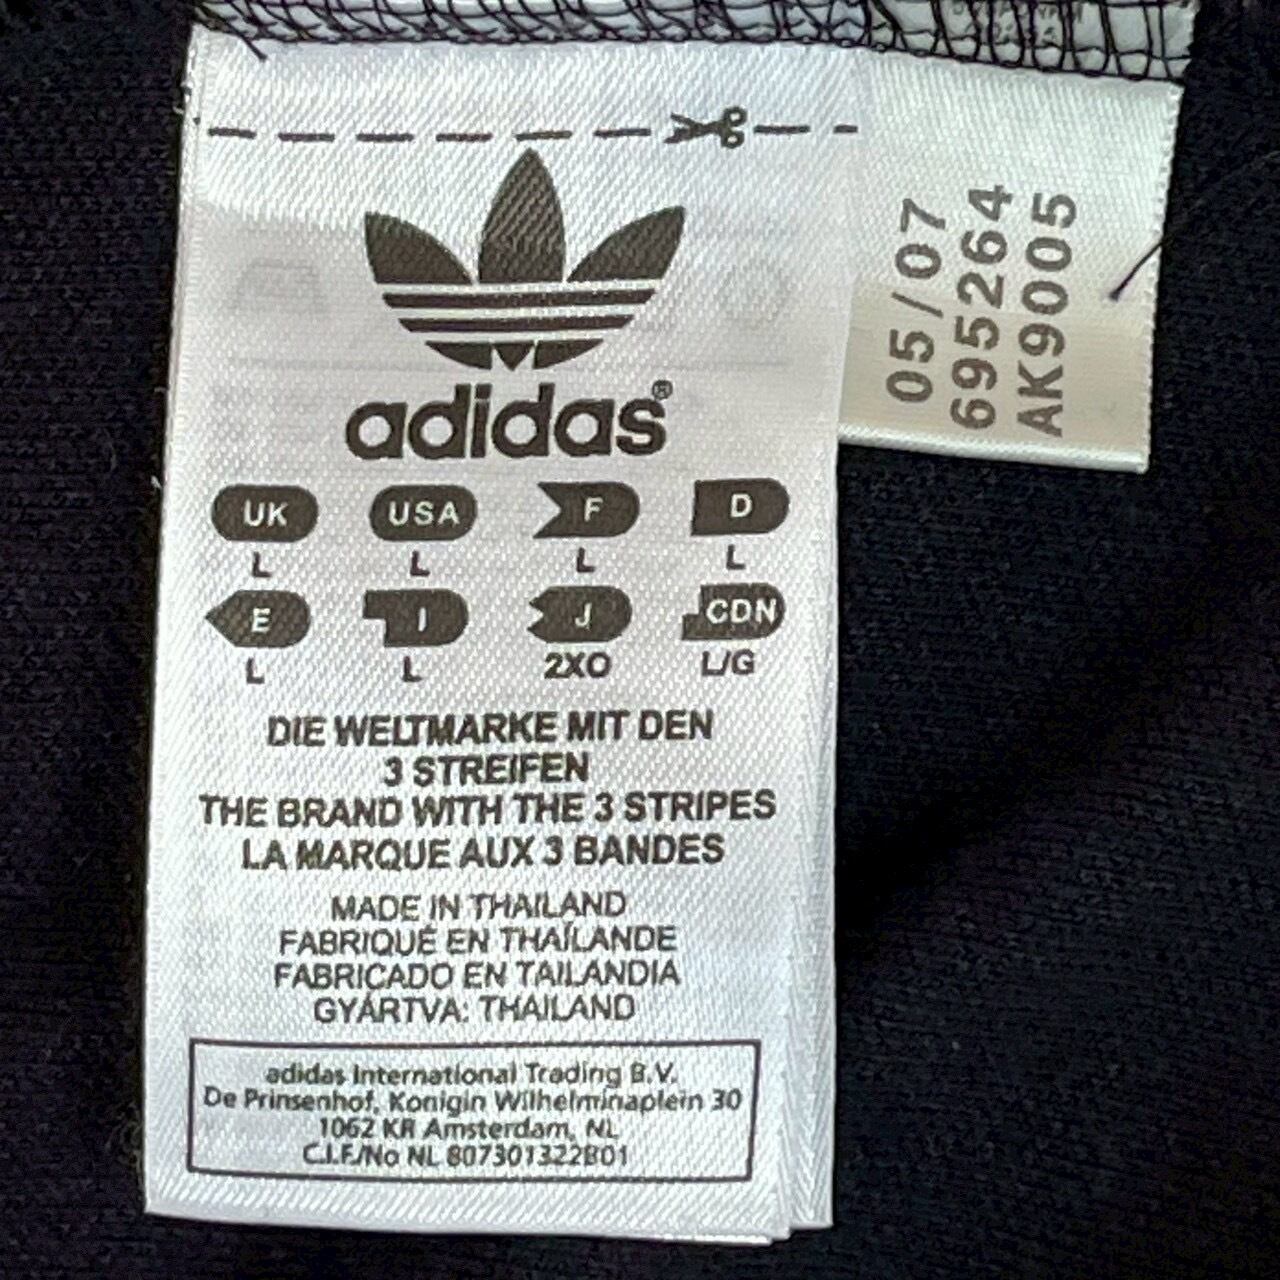 adidas®
UK USA F D
L L L L
E I J CDN
L L 2XO L/G
DIE WELTMARKE MIT DEN
3 STREIFEN
THE BRAND WITH THE 3 STRIPES
LA MARQUE AUX 3 BANDES
MADE IN THAILAND
FABRIQUÉ EN THAÏLANDE
FABRICADO EN TAILANDIA
GYÁRTVA: THAILAND
adidas International Trading B.V.
De Prinsenhof, Konigin Wilhelminaplein 30
1062 KR Amsterdam, NL
C.I.F./No NL 807301322B01
05/07
695264
AK9005